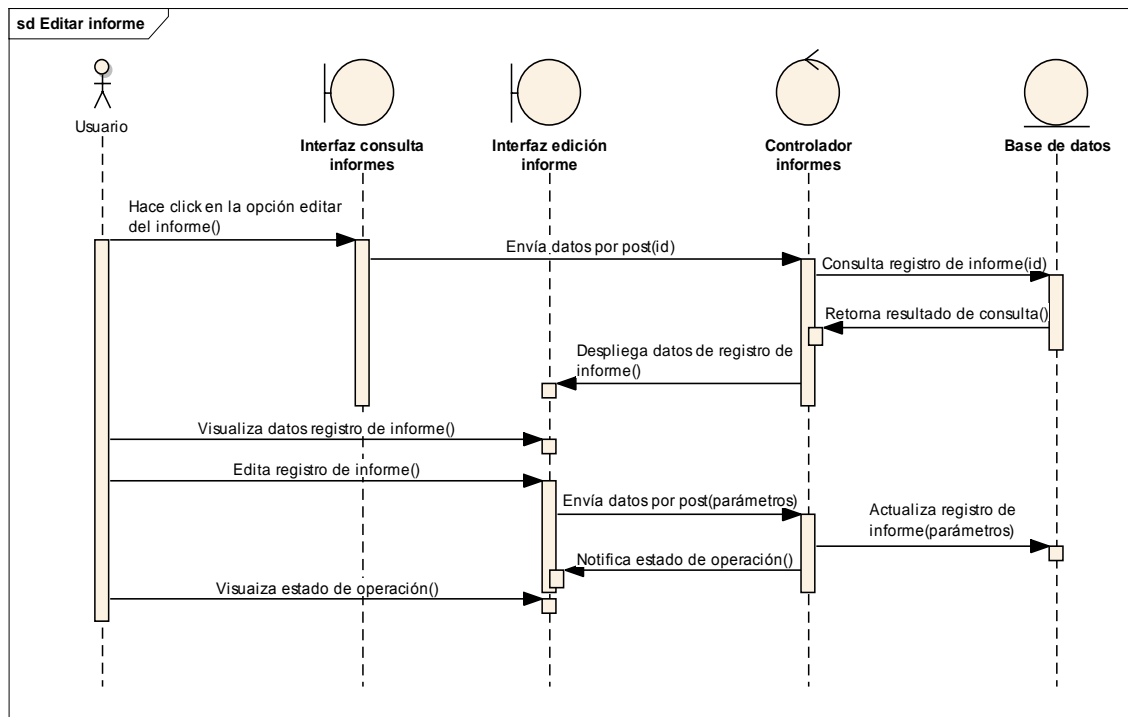 sd Editar informe
Usuario
Interfaz consulta
informes
Interfaz edición
informe
Controlador
informes
Base de datos
Hace click en la opción editar
del informe()
Envía datos por post(id)
Consulta registro de informe(id)
Retorna resultado de consulta()
Despliega datos de registro de
informe()
Visualiza datos registro de informe()
Edita registro de informe()
Envía datos por post(parámetros)
Actualiza registro de
informe(parámetros)
Notifica estado de operación()
Visuaiza estado de operación()